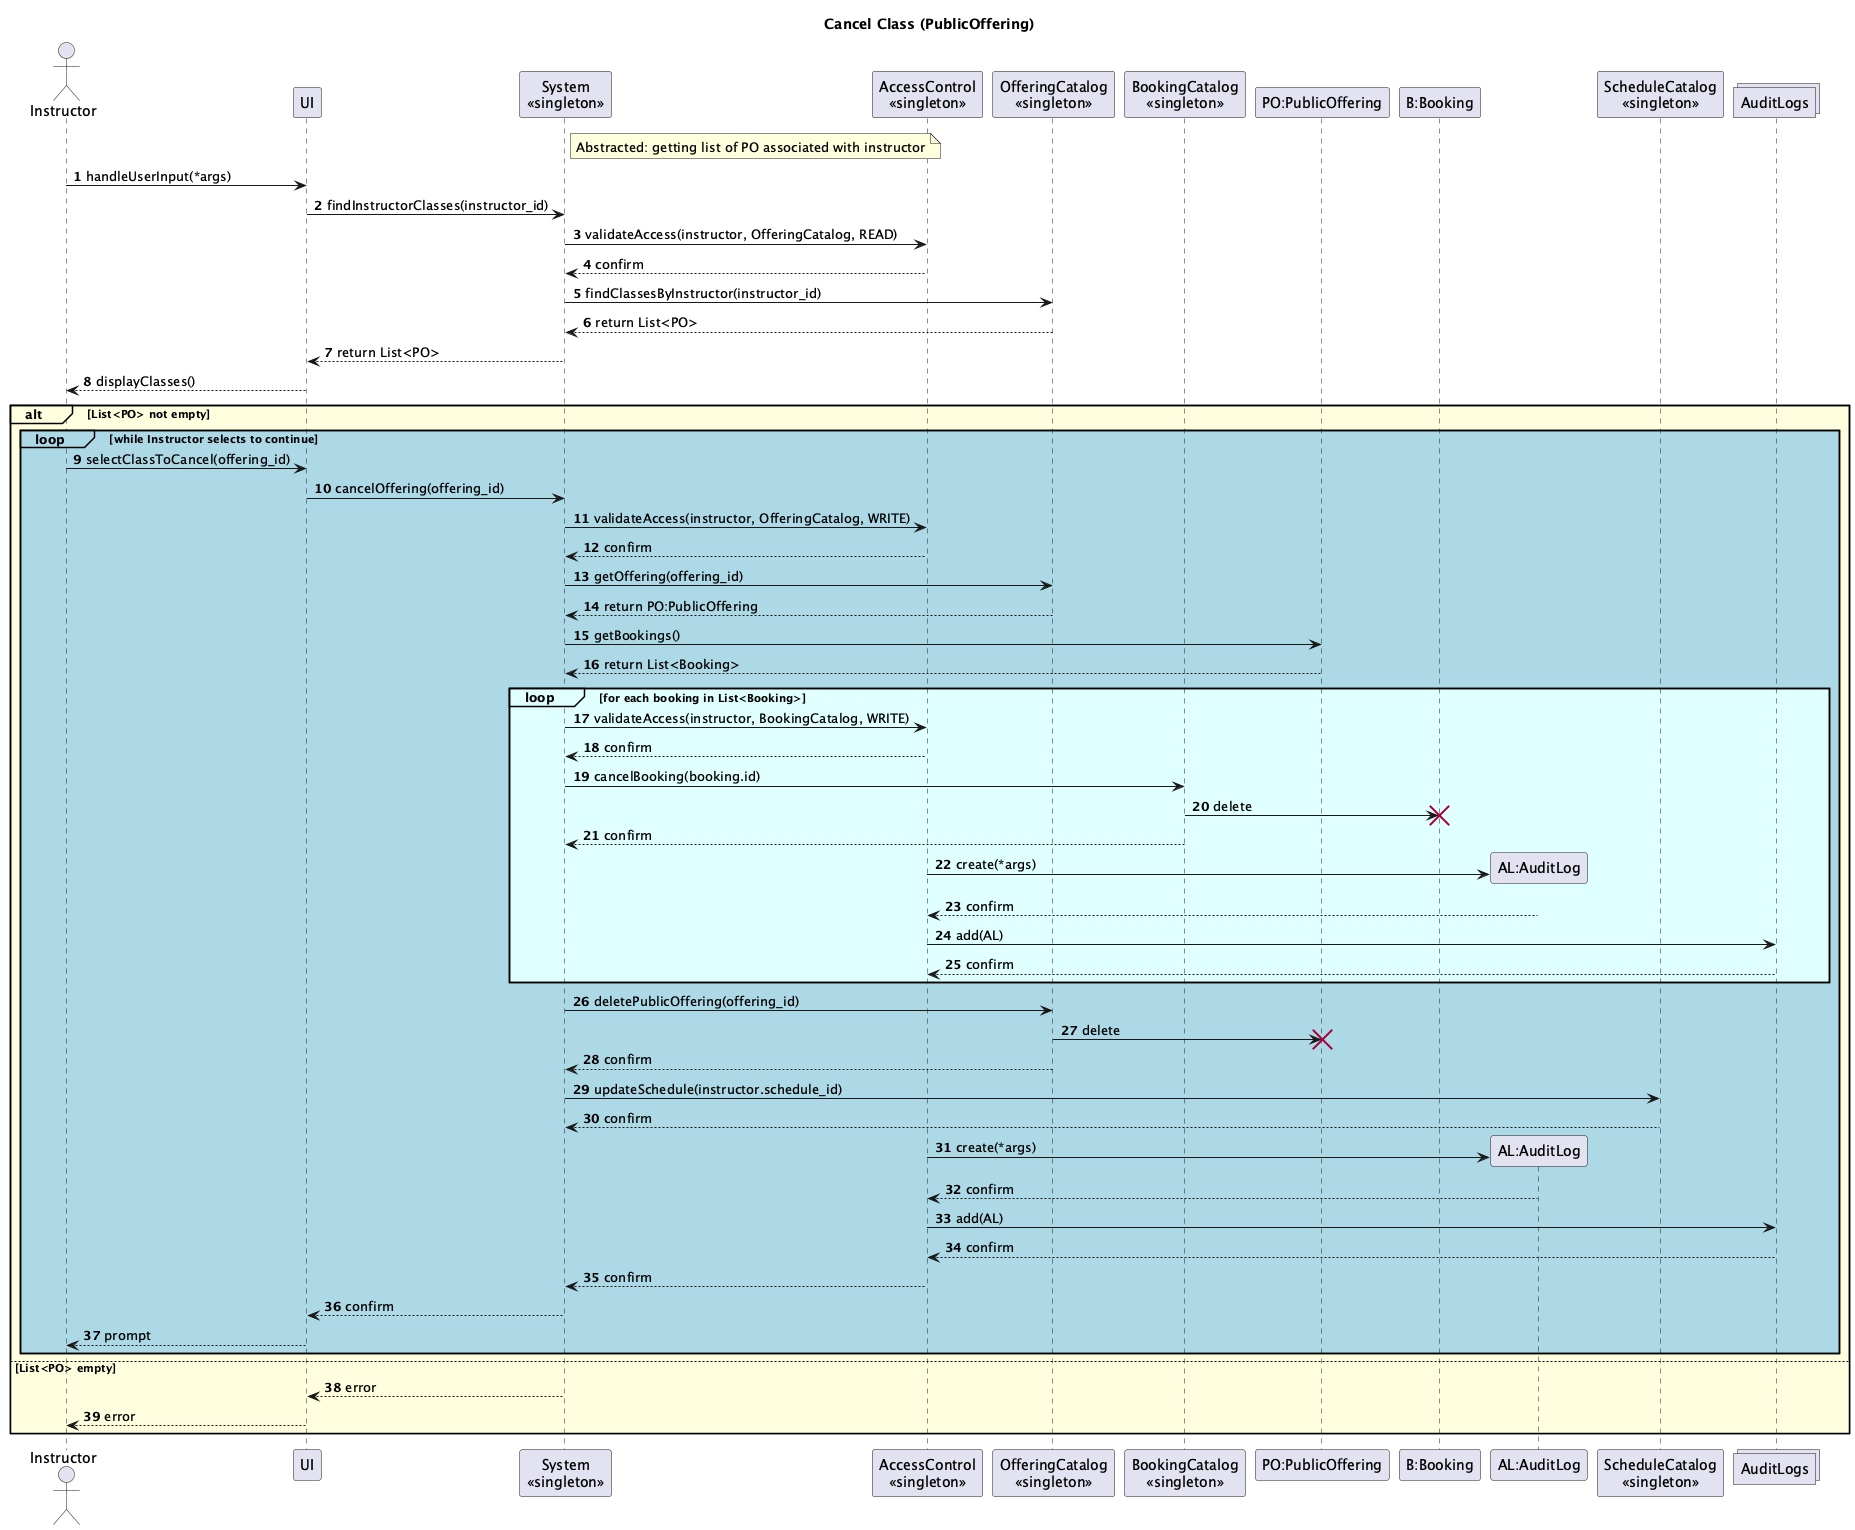 Cancel Class (PublicOffering)
Instructor
UI
System
«singleton»
AccessControl
«singleton»
OfferingCatalog
«singleton»
BookingCatalog
«singleton»
PO:PublicOffering
B:Booking
ScheduleCatalog
«singleton»
AuditLogs
Abstracted: getting list of PO associated with instructor
1 handleUserInput(*args)
2 findInstructorClasses(instructor_id)
3 validateAccess(instructor, OfferingCatalog, READ)
4 confirm
5 findClassesByInstructor(instructor_id)
6 return List<PO>
7 return List<PO>
8 displayClasses()
alt [List<PO> not empty]
loop [while Instructor selects to continue]
9 selectClassToCancel(offering_id)
10 cancelOffering(offering_id)
11 validateAccess(instructor, OfferingCatalog, WRITE)
12 confirm
13 getOffering(offering_id)
14 return PO:PublicOffering
15 getBookings()
16 return List<Booking>
loop [for each booking in List<Booking>]
17 validateAccess(instructor, BookingCatalog, WRITE)
18 confirm
19 cancelBooking(booking.id)
20 delete
21 confirm
22 create(*args)
AL:AuditLog
23 confirm
24 add(AL)
25 confirm
26 deletePublicOffering(offering_id)
27 delete
28 confirm
29 updateSchedule(instructor.schedule_id)
30 confirm
31 create(*args)
AL:AuditLog
32 confirm
33 add(AL)
34 confirm
35 confirm
36 confirm
37 prompt
[List<PO> empty]
38 error
39 error
Instructor
UI
System
«singleton»
AccessControl
«singleton»
OfferingCatalog
«singleton»
BookingCatalog
«singleton»
PO:PublicOffering
B:Booking
AL:AuditLog
ScheduleCatalog
«singleton»
AuditLogs